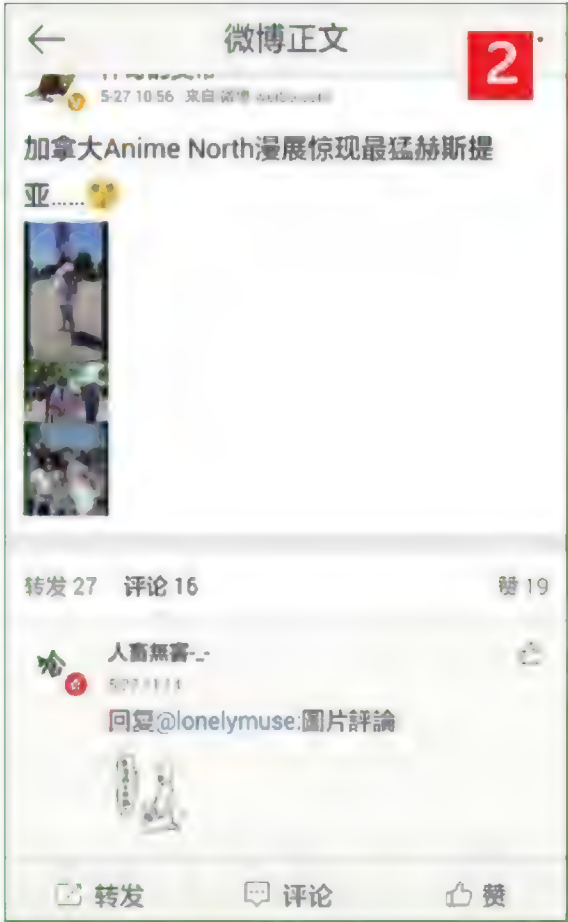 微博正文
2
5-27 10:56 来自
加拿大Anime North漫展惊现最猛赫斯提
亚……
转发 27 评论 16 赞 19
人畜無害-_-
回复@lonelymuse:圖片評論
转发 评论 赞